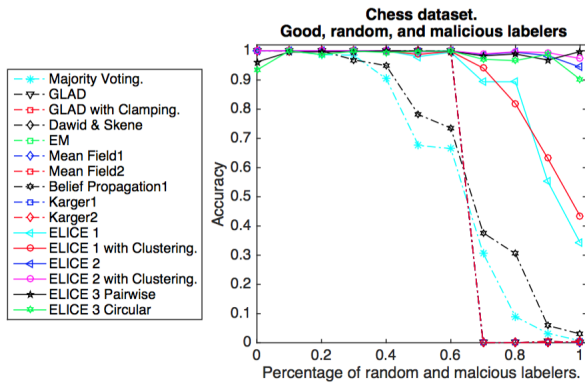 Chess dataset.
Good, random, and malicious labelers
Majority Voting.
GLAD
GLAD with Clamping.
Dawid & Skene
EM
Mean Field1
Mean Field2
Belief Propagation1
Karger1
Karger2
ELICE 1
ELICE 1 with Clustering.
ELICE 2
ELICE 2 with Clustering.
ELICE 3 Pairwise
ELICE 3 Circular
Accuracy
1
0.9
0.8
0.7
0.6
0.5
0.4
0.3
0.2
0.1
0
0 0.2 0.4 0.6 0.8 1
Percentage of random and malcious labelers.